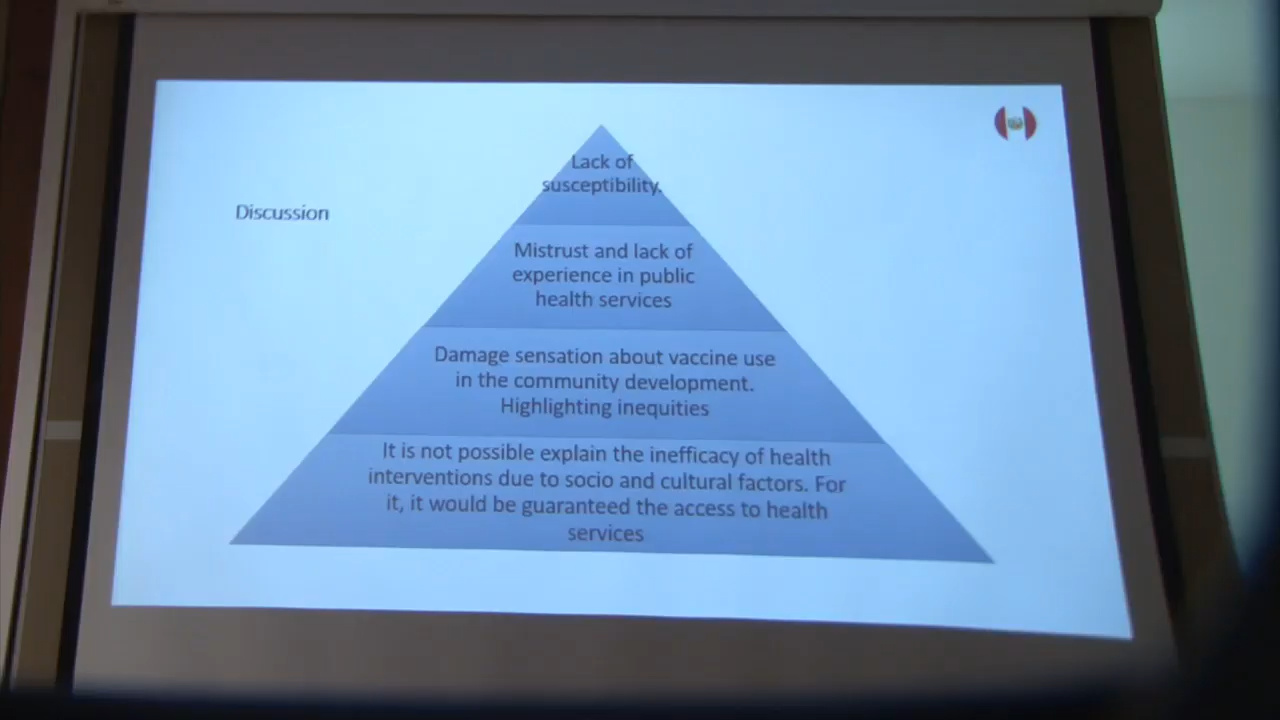 Lack of
susceptibility.
Discussion
Mistrust and lack of
experience in public
health services
Damage sensation about vaccine use
in the community development.
Highlighting inequities
It is not possible explain the inefficacy of health
interventions due to socio and cultural factors. For
it, it would be guaranteed the access to health
services